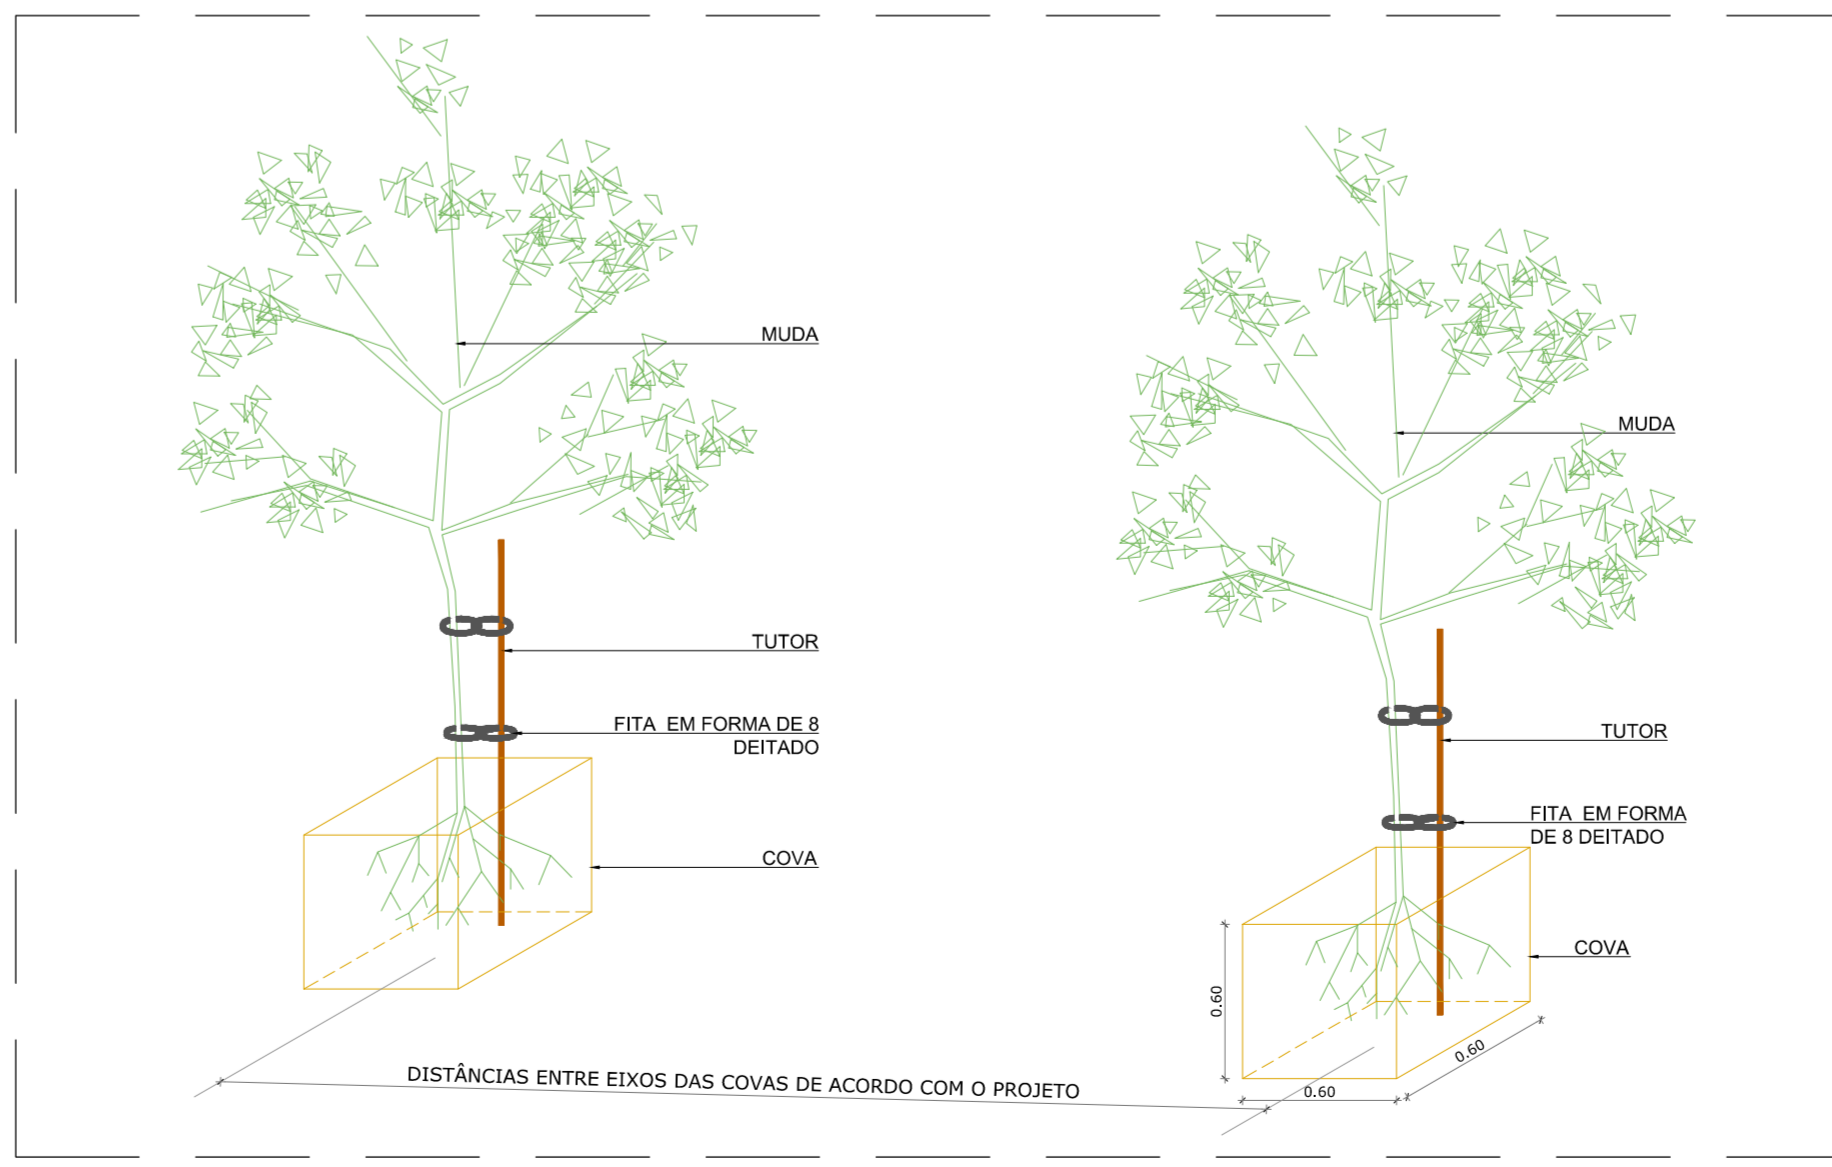 MUDA
TUTOR
FITA EM FORMA DE 8
DEITADO
COVA
MUDA
TUTOR
FITA EM FORMA
DE 8 DEITADO
COVA
0.60
0.60
0.60
DISTÂNCIAS ENTRE EIXOS DAS COVAS DE ACORDO COM O PROJETO